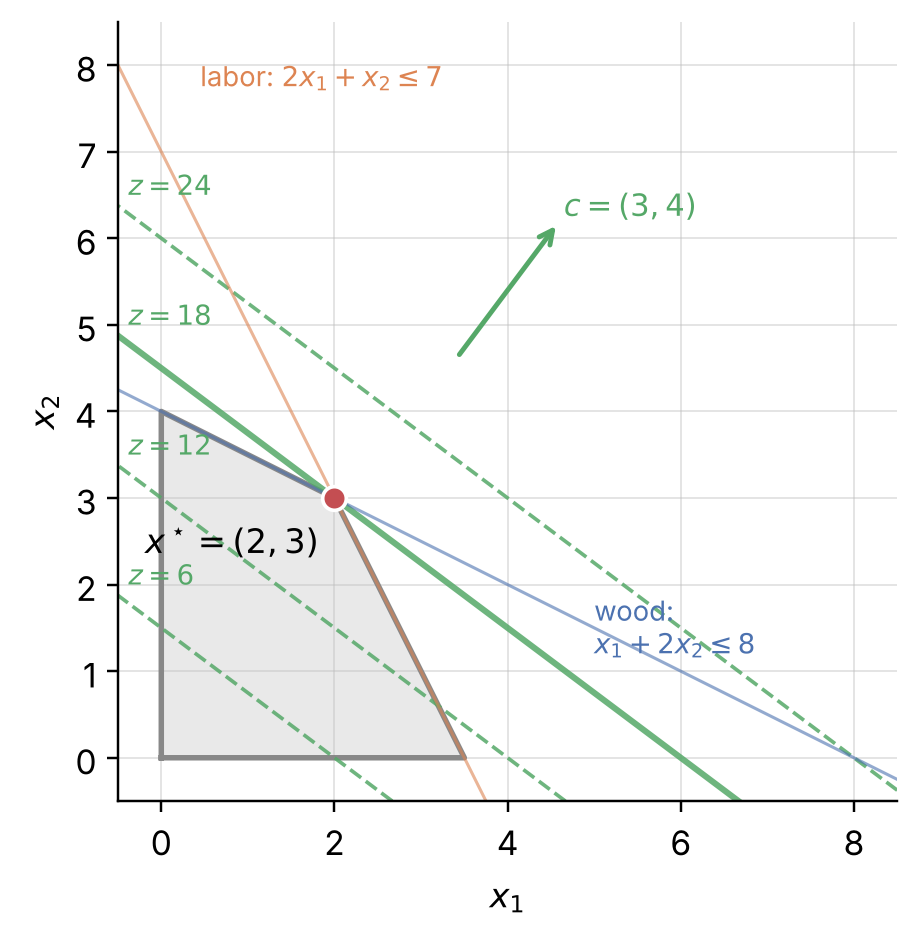 8
labor: 2x₁ + x₂ ≤ 7
7
z = 24
c = (3, 4)
6
z = 18
5
x₂
4
z = 12
3
x⋆ = (2, 3)
z = 6
2
wood:
x₁ + 2x₂ ≤ 8
1
0
0 2 4 6 8
x₁